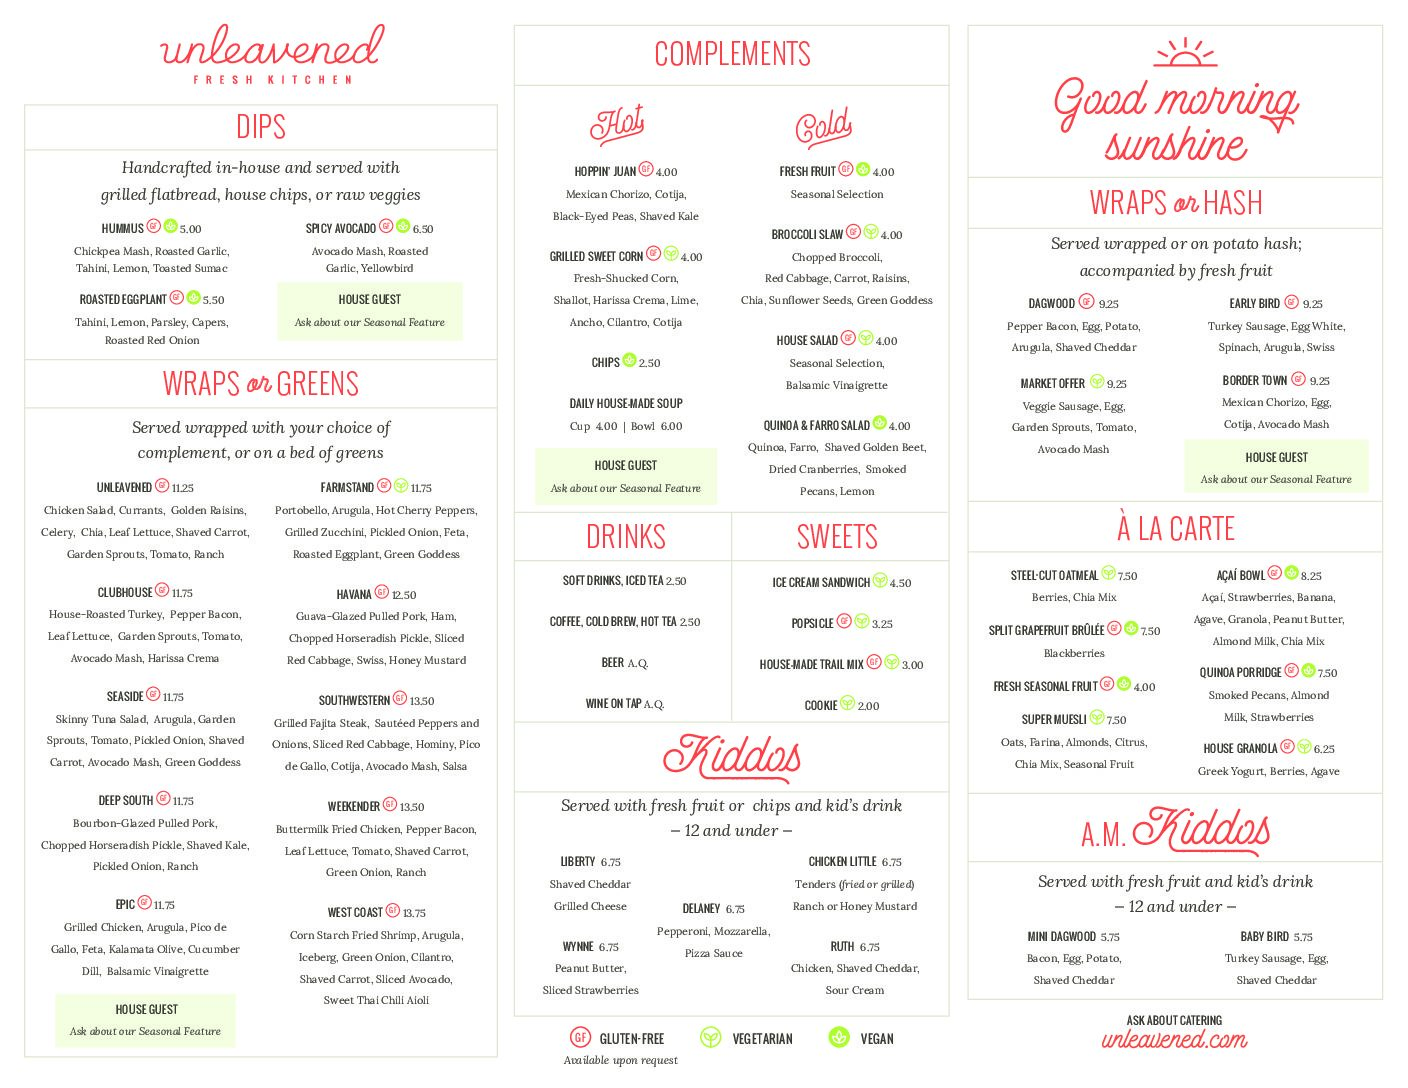 unleavened
FRESH KITCHEN
DIPS
Handcrafted in-house and served with
grilled flatbread, house chips, or raw veggies
HUMMUS GF 5.00
Chickpea Mash, Roasted Garlic,
Tahini, Lemon, Toasted Sumac
ROASTED EGGPLANT GF 5.50
Tahini, Lemon, Parsley, Capers,
Roasted Red Onion
SPICY AVOCADO GF 6.50
Avocado Mash, Roasted
Garlic, Yellowbird
HOUSE GUEST
Ask about our Seasonal Feature
WRAPS or GREENS
Served wrapped with your choice of
complement, or on a bed of greens
UNLEAVENED GF 11.25
Chicken Salad, Currants, Golden Raisins,
Celery, Chia, Leaf Lettuce, Shaved Carrot,
Garden Sprouts, Tomato, Ranch
CLUBHOUSE GF 11.75
House-Roasted Turkey, Pepper Bacon,
Leaf Lettuce, Garden Sprouts, Tomato,
Avocado Mash, Harissa Crema
SEASIDE GF 11.75
Skinny Tuna Salad, Arugula, Garden
Sprouts, Tomato, Pickled Onion, Shaved
Carrot, Avocado Mash, Green Goddess
DEEP SOUTH GF 11.75
Bourbon-Glazed Pulled Pork,
Chopped Horseradish Pickle, Shaved Kale,
Pickled Onion, Ranch
EPIC GF 11.75
Grilled Chicken, Arugula, Pico de
Gallo, Feta, Kalamata Olive, Cucumber
Dill, Balsamic Vinaigrette
HOUSE GUEST
Ask about our Seasonal Feature
FARMSTAND GF 11.75
Portobello, Arugula, Hot Cherry Peppers,
Grilled Zucchini, Pickled Onion, Feta,
Roasted Eggplant, Green Goddess
HAVANA GF 12.50
Guava-Glazed Pulled Pork, Ham,
Chopped Horseradish Pickle, Sliced
Red Cabbage, Swiss, Honey Mustard
SOUTHWESTERN GF 13.50
Grilled Fajita Steak, Sautéed Peppers and
Onions, Sliced Red Cabbage, Hominy, Pico
de Gallo, Cotija, Avocado Mash, Salsa
WEEKENDER GF 13.50
Buttermilk Fried Chicken, Pepper Bacon,
Leaf Lettuce, Tomato, Shaved Carrot,
Green Onion, Ranch
WEST COAST GF 13.75
Corn Starch Fried Shrimp, Arugula,
Iceberg, Green Onion, Cilantro,
Shaved Carrot, Sliced Avocado,
Sweet Thai Chili Aioli
COMPLEMENTS
Hot
HOPPIN' JUAN GF 4.00
Mexican Chorizo, Cotija,
Black-Eyed Peas, Shaved Kale
GRILLED SWEET CORN GF 4.00
Fresh-Shucked Corn,
Shallot, Harissa Crema, Lime,
Ancho, Cilantro, Cotija
CHIPS 2.50
DAILY HOUSE-MADE SOUP
Cup 4.00 | Bowl 6.00
HOUSE GUEST
Ask about our Seasonal Feature
Cold
FRESH FRUIT GF 4.00
Seasonal Selection
BROCCOLI SLAW GF 4.00
Chopped Broccoli,
Red Cabbage, Carrot, Raisins,
Chia, Sunflower Seeds, Green Goddess
HOUSE SALAD GF 4.00
Seasonal Selection,
Balsamic Vinaigrette
QUINOA & FARRO SALAD 4.00
Quinoa, Farro, Shaved Golden Beet,
Dried Cranberries, Smoked
Pecans, Lemon
DRINKS
SOFT DRINKS, ICED TEA 2.50
COFFEE, COLD BREW, HOT TEA 2.50
BEER A.Q.
WINE ON TAP A.Q.
SWEETS
ICE CREAM SANDWICH 4.50
POPSICLE GF 3.25
HOUSE-MADE TRAIL MIX GF 3.00
COOKIE 2.00
Kiddos
Served with fresh fruit or chips and kid's drink
– 12 and under –
LIBERTY 6.75
Shaved Cheddar
Grilled Cheese
WYNNE 6.75
Peanut Butter,
Sliced Strawberries
DELANEY 6.75
Pepperoni, Mozzarella,
Pizza Sauce
CHICKEN LITTLE 6.75
Tenders (fried or grilled)
Ranch or Honey Mustard
RUTH 6.75
Chicken, Shaved Cheddar,
Sour Cream
GF GLUTEN-FREE
Available upon request
VEGETARIAN
VEGAN
Good morning
sunshine
WRAPS or HASH
Served wrapped or on potato hash;
accompanied by fresh fruit
DAGWOOD GF 9.25
Pepper Bacon, Egg, Potato,
Arugula, Shaved Cheddar
MARKET OFFER 9.25
Veggie Sausage, Egg,
Garden Sprouts, Tomato,
Avocado Mash
EARLY BIRD GF 9.25
Turkey Sausage, Egg White,
Spinach, Arugula, Swiss
BORDER TOWN GF 9.25
Mexican Chorizo, Egg,
Cotija, Avocado Mash
HOUSE GUEST
Ask about our Seasonal Feature
À LA CARTE
STEEL-CUT OATMEAL 7.50
Berries, Chia Mix
SPLIT GRAPEFRUIT BRÛLÉE GF 7.50
Blackberries
FRESH SEASONAL FRUIT GF 4.00
SUPER MUESLI 7.50
Oats, Farina, Almonds, Citrus,
Chia Mix, Seasonal Fruit
AÇAÍ BOWL GF 8.25
Açaí, Strawberries, Banana,
Agave, Granola, Peanut Butter,
Almond Milk, Chia Mix
QUINOA PORRIDGE GF 7.50
Smoked Pecans, Almond
Milk, Strawberries
HOUSE GRANOLA GF 6.25
Greek Yogurt, Berries, Agave
A.M. Kiddos
Served with fresh fruit and kid's drink
– 12 and under –
MINI DAGWOOD 5.75
Bacon, Egg, Potato,
Shaved Cheddar
BABY BIRD 5.75
Turkey Sausage, Egg,
Shaved Cheddar
ASK ABOUT CATERING
unleavened.com